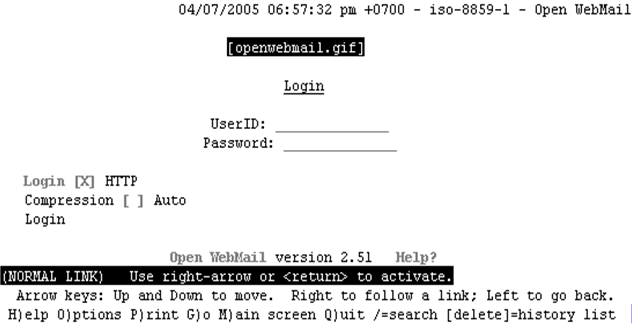 04/07/2005 06:57:32 pm +0700 - iso-8859-1 - Open WebMail
[openwebmail.gif]
Login
UserID: ______________
Password: ______________
Login [X] HTTP
Compression [ ] Auto
Login
Open WebMail version 2.51 Help?
(NORMAL LINK) Use right-arrow or <return> to activate.
Arrow keys: Up and Down to move. Right to follow a link; Left to go back.
H)elp O)ptions P)rint G)o M)ain screen Q)uit /=search [delete]=history list